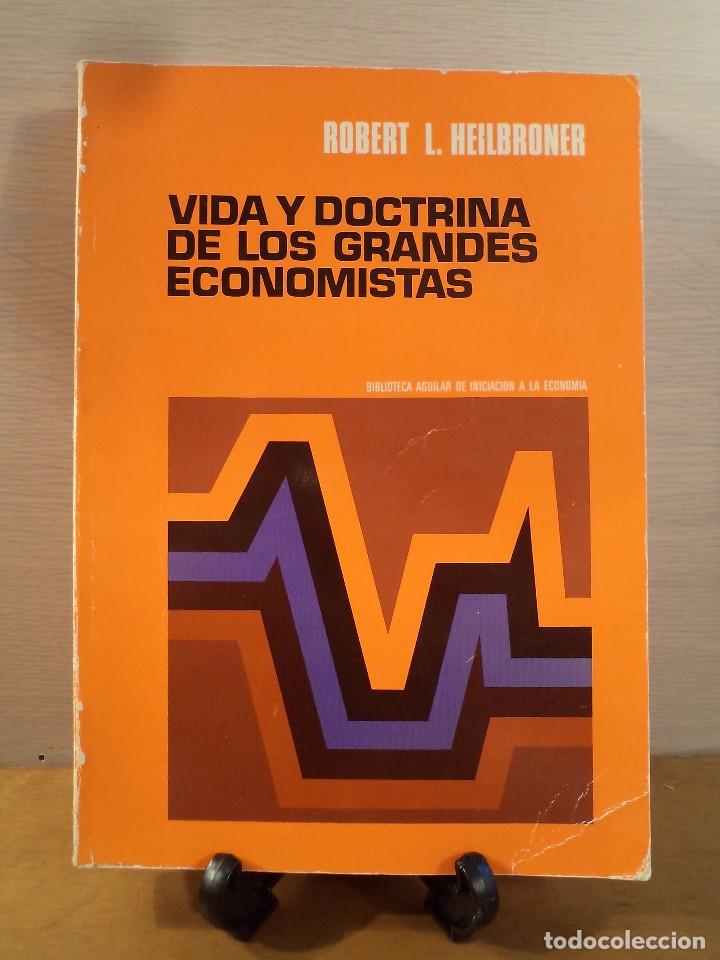 ROBERT L. HEILBRONER
VIDA Y DOCTRINA
DE LOS GRANDES
ECONOMISTAS
BIBLIOTECA AGUILAR DE INICIACION A LA ECONOMIA
todocoleccion